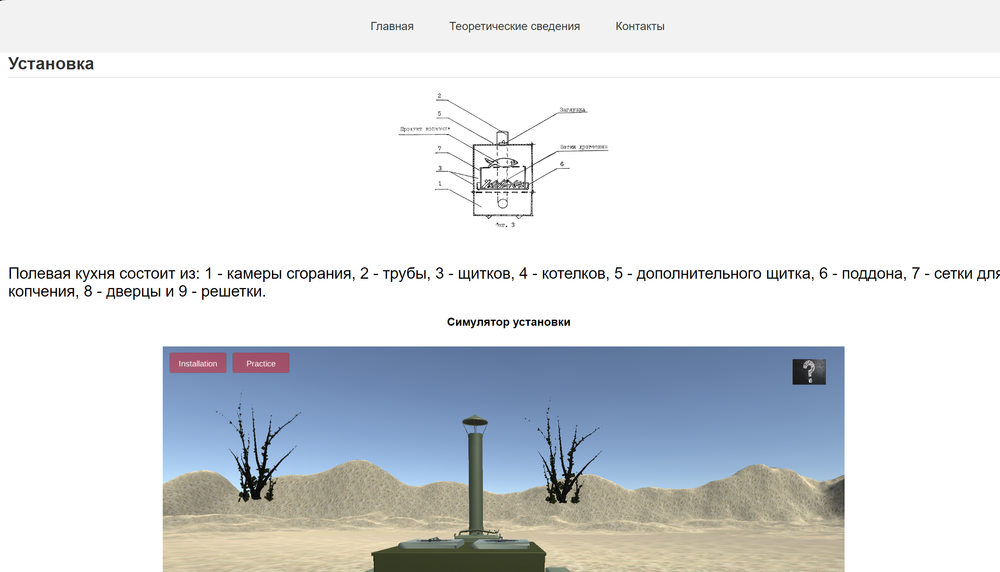 Главная Теоретические сведения Контакты
Установка
2
5
Заглушка
Продукт копчения
7
Ветки древесины
3
6
1
Фиг. 3
Полевая кухня состоит из: 1 - камеры сгорания, 2 - трубы, 3 - щитков, 4 - котелков, 5 - дополнительного щитка, 6 - поддона, 7 - сетки для
копчения, 8 - дверцы и 9 - решетки.
Симулятор установки
Installation Practice
?